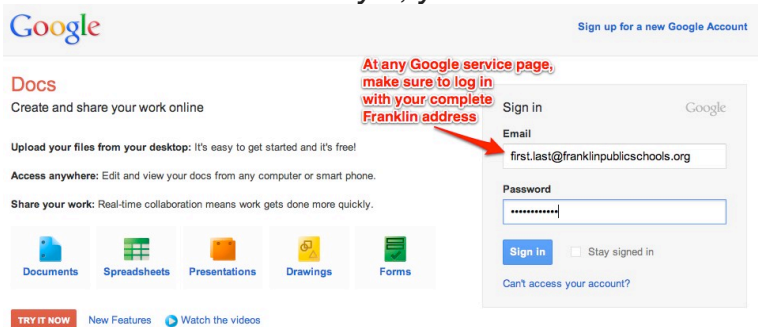 Google
Sign up for a new Google Account
At any Google service page,
make sure to log in
with your complete
Franklin address
Docs
Create and share your work online
Upload your files from your desktop: It's easy to get started and it's free!
Access anywhere: Edit and view your docs from any computer or smart phone.
Share your work: Real-time collaboration means work gets done more quickly.
Documents Spreadsheets Presentations Drawings Forms
TRY IT NOW New Features Watch the videos
Sign in Google
Email
first.last@franklinpublicschools.org
Password
••••••••••••
Sign in Stay signed in
Can't access your account?